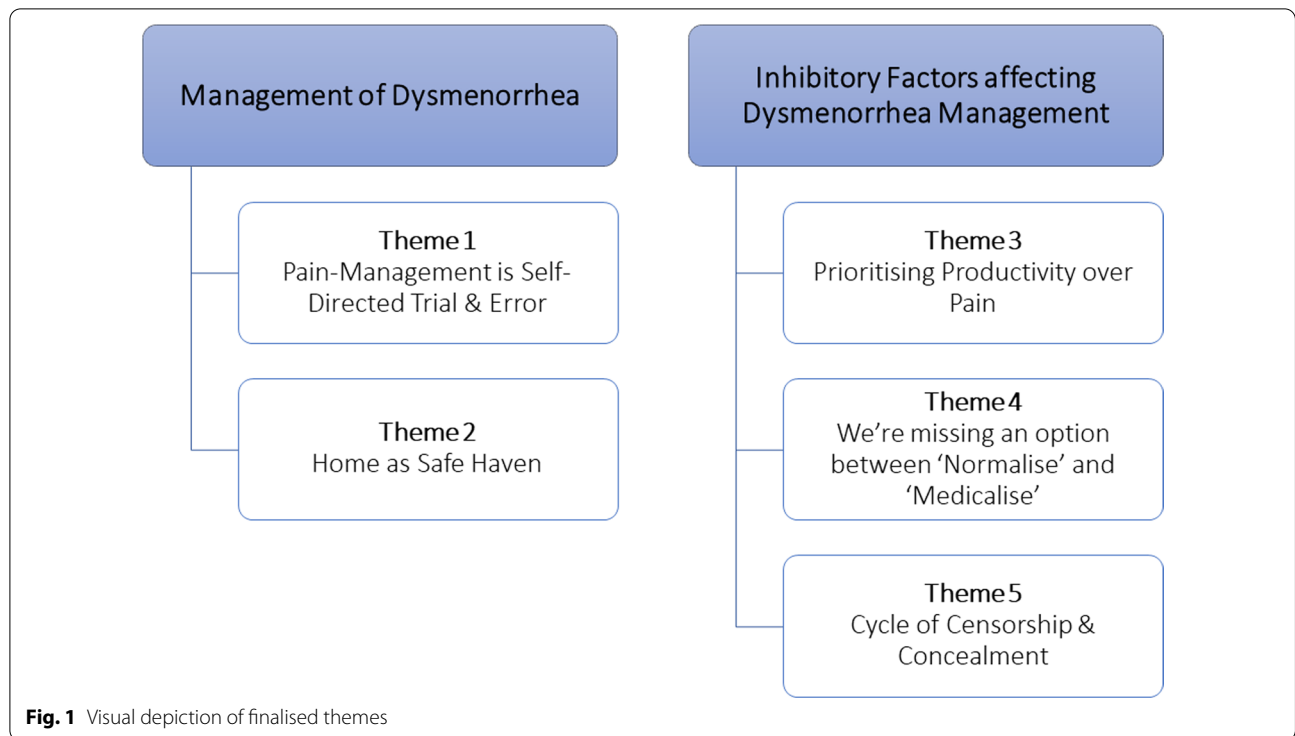 Management of Dysmenorrhea
Theme 1
Pain-Management is Self-
Directed Trial & Error
Theme 2
Home as Safe Haven
Inhibitory Factors affecting
Dysmenorrhea Management
Theme 3
Prioritising Productivity over
Pain
Theme 4
We’re missing an option
between ‘Normalise’ and
‘Medicalise’
Theme 5
Cycle of Censorship &
Concealment
Fig. 1 Visual depiction of finalised themes